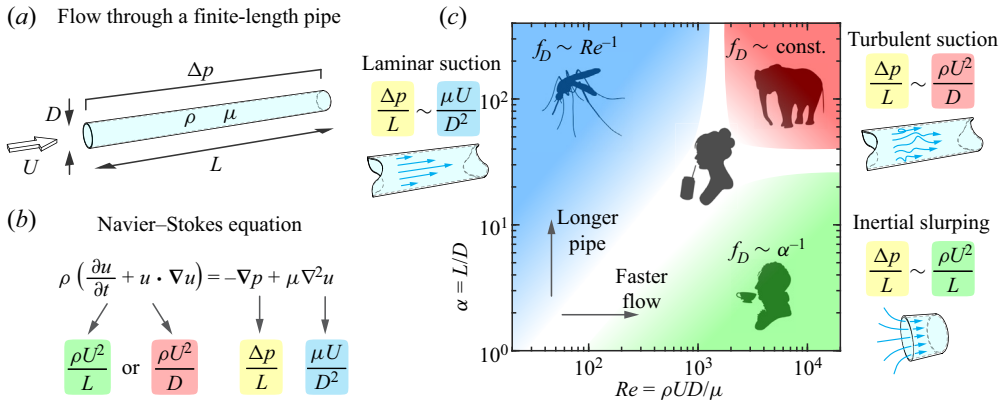 (a) Flow through a finite-length pipe
Δp
D
ρ μ
U
L
Laminar suction
Δp/L ~ μU/D²
(b) Navier–Stokes equation
ρ (∂u/∂t + u · ∇u) = −∇p + μ∇²u
ρU²/L or ρU²/D Δp/L μU/D²
(c)
f_D ~ Re⁻¹
f_D ~ const.
f_D ~ α⁻¹
Longer
pipe
Faster
flow
α = L/D
10²
10¹
10⁰
10² 10³ 10⁴
Re = ρUD/μ
Turbulent suction
Δp/L ~ ρU²/D
Inertial slurping
Δp/L ~ ρU²/L